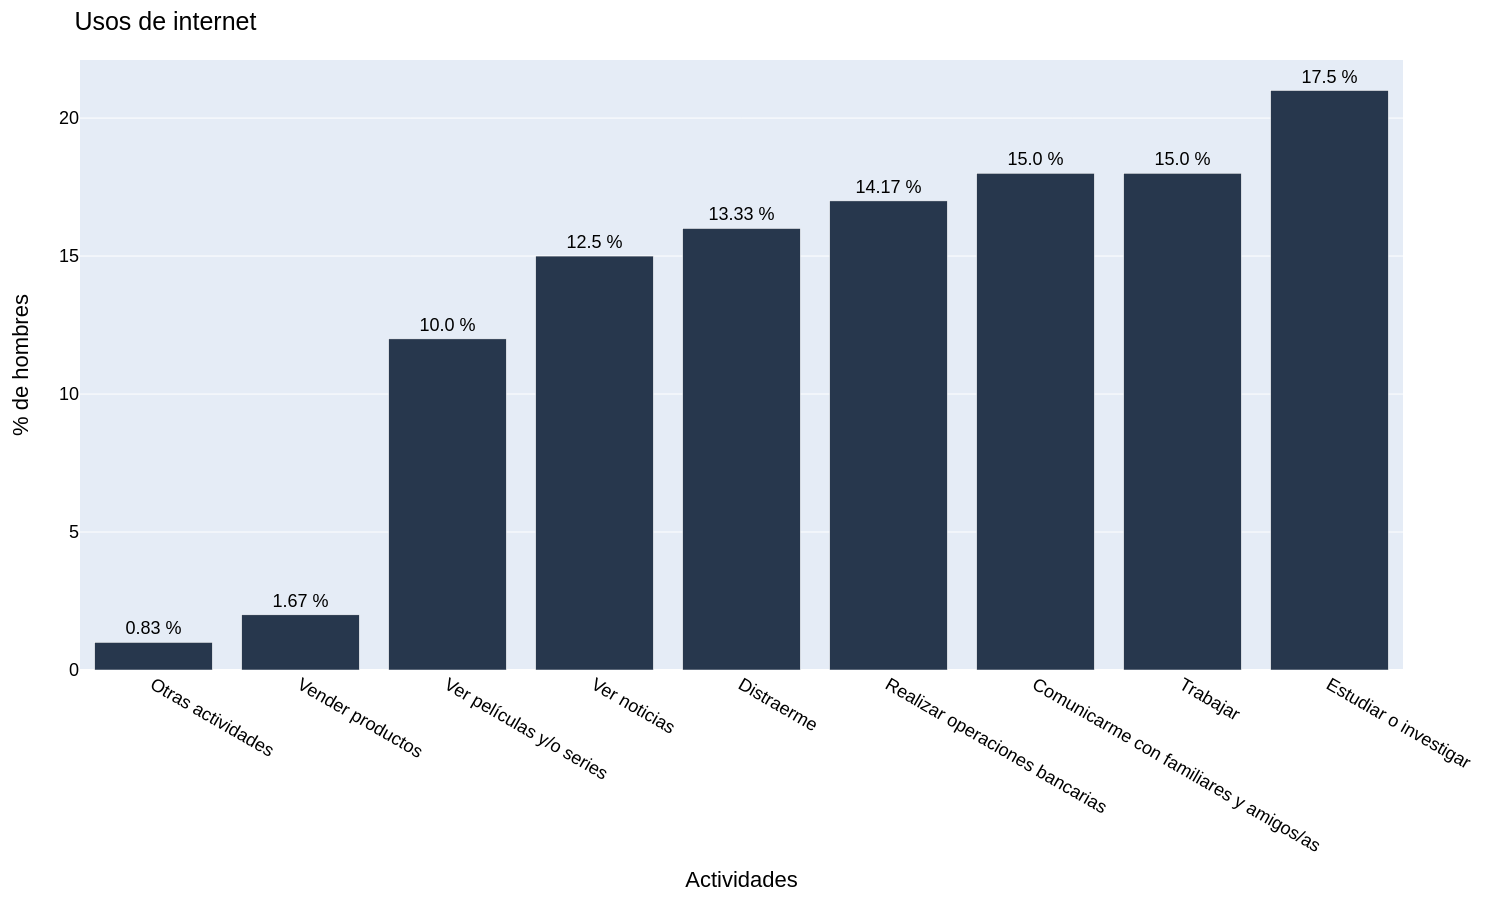 Usos de internet
% de hombres
20
15
10
5
0
0.83 %
1.67 %
10.0 %
12.5 %
13.33 %
14.17 %
15.0 %
15.0 %
17.5 %
Otras actividades
Vender productos
Ver películas y/o series
Ver noticias
Distraerme
Realizar operaciones bancarias
Comunicarme con familiares y amigos/as
Trabajar
Estudiar o investigar
Actividades